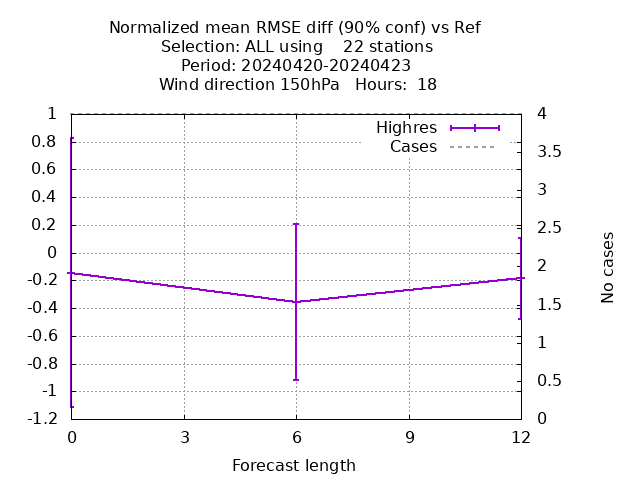 Normalized mean RMSE diff (90% conf) vs Ref
Selection: ALL using    22 stations
Period: 20240420-20240423
Wind direction 150hPa   Hours:  18
Highres
Cases
1
0.8
0.6
0.4
0.2
0
-0.2
-0.4
-0.6
-0.8
-1
-1.2
4
3.5
3
2.5
2
1.5
1
0.5
0
No cases
0 3 6 9 12
Forecast length